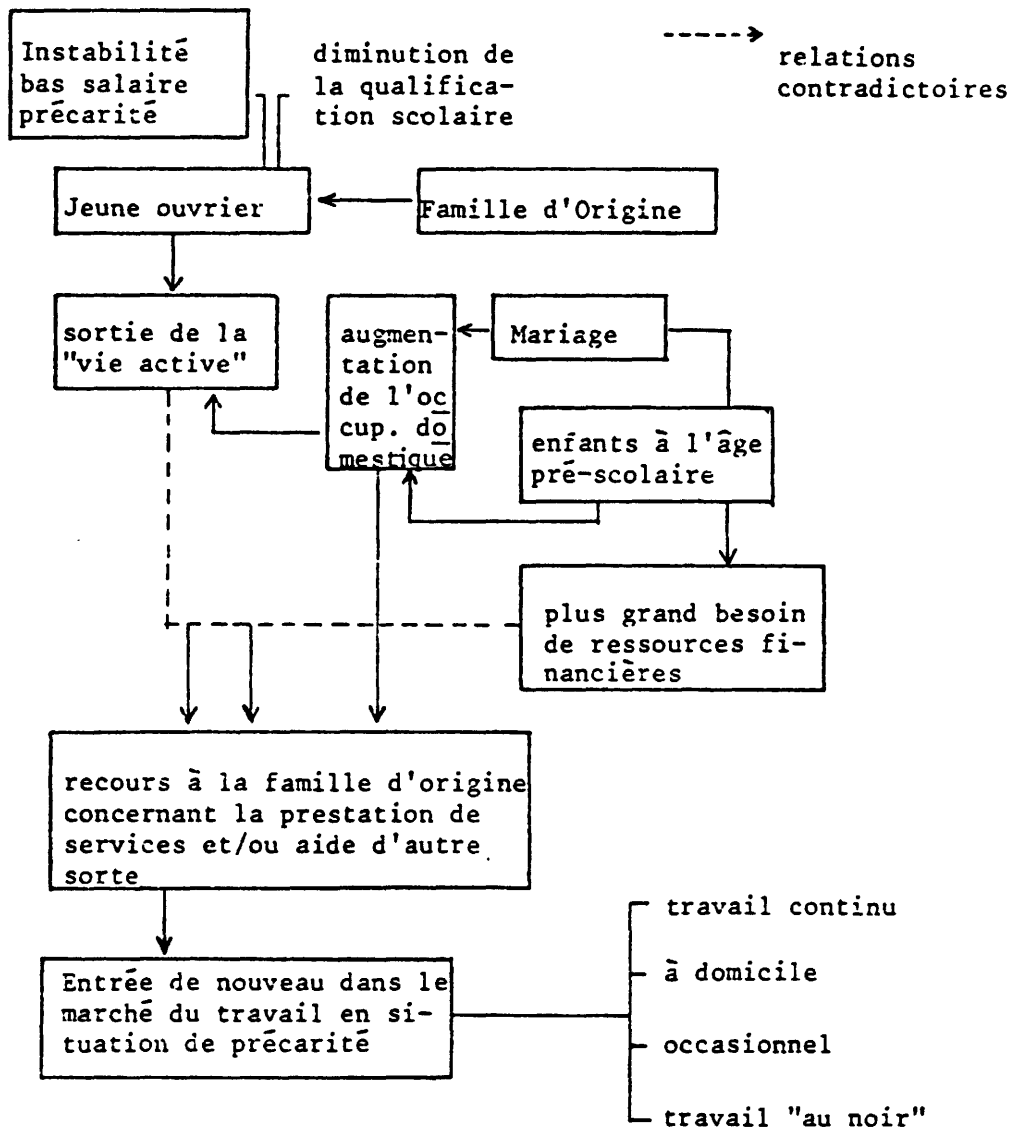 Instabilité
bas salaire
précarité
diminution de
la qualifica-
tion scolaire
relations
contradictoires
Jeune ouvrier
Famille d'Origine
sortie de la
"vie active"
augmen-
tation
de l'oc
cup. do
mestique
Mariage
enfants à l'âge
pré-scolaire
plus grand besoin
de ressources fi-
nancières
recours à la famille d'origine
concernant la prestation de
services et/ou aide d'autre
sorte
Entrée de nouveau dans le
marché du travail en si-
tuation de précarité
travail continu
à domicile
occasionnel
travail "au noir"